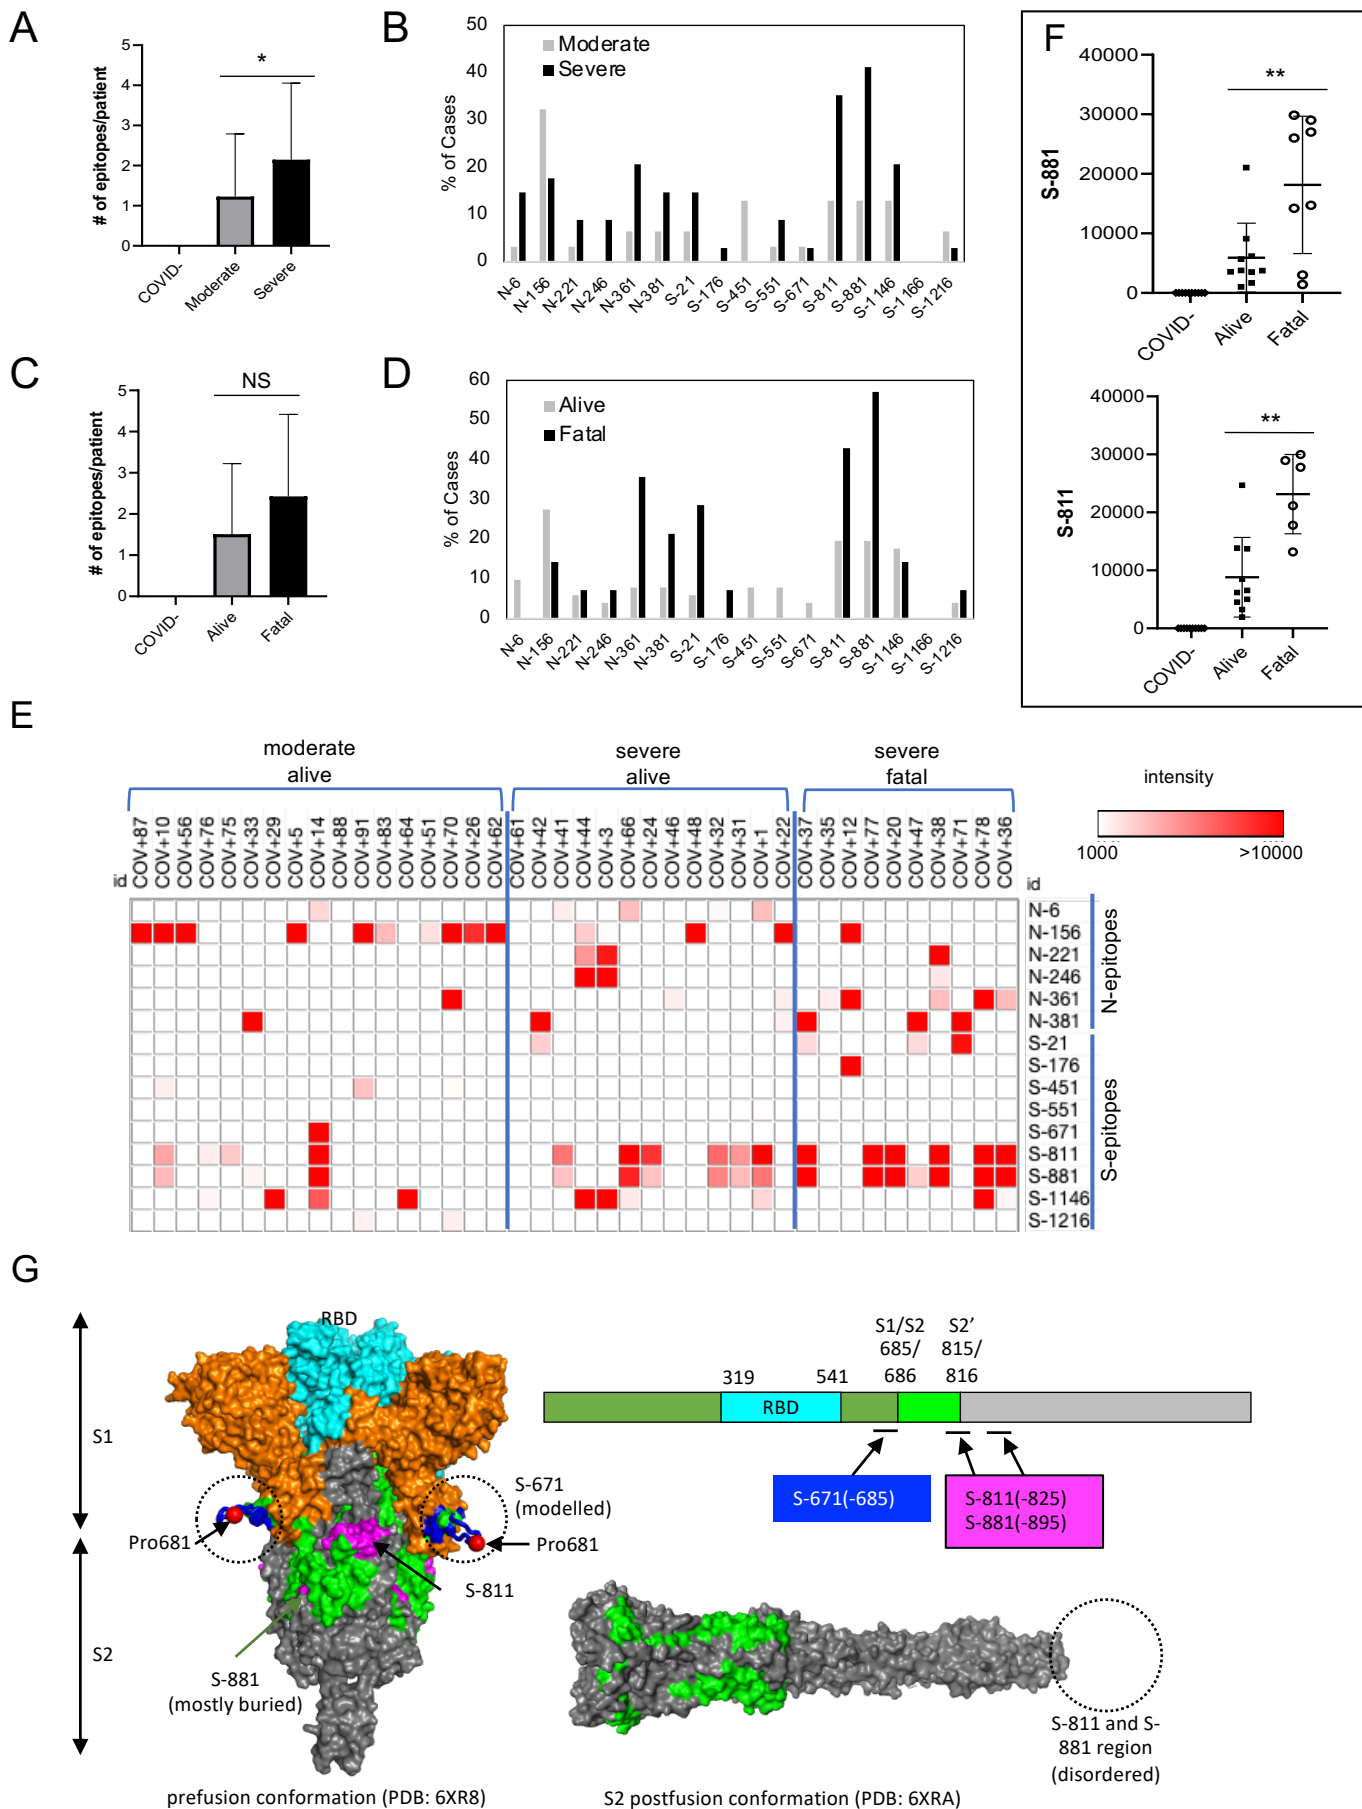 A
# of epitopes/patient
5
4
3
2
1
0
*
COVID-
Moderate
Severe
B
% of Cases
50
40
30
20
10
0
Moderate
Severe
N-6
N-156
N-221
N-246
N-361
N-381
S-21
S-176
S-451
S-551
S-671
S-811
S-881
S-1146
S-1166
S-1216
F
S-881
40000
30000
20000
10000
0
**
COVID-
Alive
Fatal
S-811
40000
30000
20000
10000
0
**
COVID-
Alive
Fatal
C
# of epitopes/patient
5
4
3
2
1
0
NS
COVID-
Alive
Fatal
D
% of Cases
60
50
40
30
20
10
0
Alive
Fatal
N-6
N-156
N-221
N-246
N-361
N-381
S-21
S-176
S-451
S-551
S-671
S-811
S-881
S-1146
S-1166
S-1216
E
moderate
alive
severe
alive
severe
fatal
intensity
1000
>10000
id
COV+87
COV+10
COV+56
COV+76
COV+75
COV+33
COV+29
COV+5
COV+14
COV+88
COV+91
COV+83
COV+64
COV+51
COV+70
COV+26
COV+62
COV+61
COV+42
COV+41
COV+44
COV+3
COV+66
COV+24
COV+46
COV+48
COV+32
COV+31
COV+1
COV+22
COV+37
COV+35
COV+12
COV+77
COV+20
COV+47
COV+38
COV+71
COV+78
COV+36
id
N-6
N-156
N-221
N-246
N-361
N-381
S-21
S-176
S-451
S-551
S-671
S-811
S-881
S-1146
S-1216
N-epitopes
S-epitopes
G
RBD
S1
S2
Pro681
S-671
(modelled)
Pro681
S-811
S-881
(mostly buried)
prefusion conformation (PDB: 6XR8)
S1/S2
685/
686
S2’
815/
816
319
541
RBD
S-671(-685)
S-811(-825)
S-881(-895)
S-811 and S-
881 region
(disordered)
S2 postfusion conformation (PDB: 6XRA)